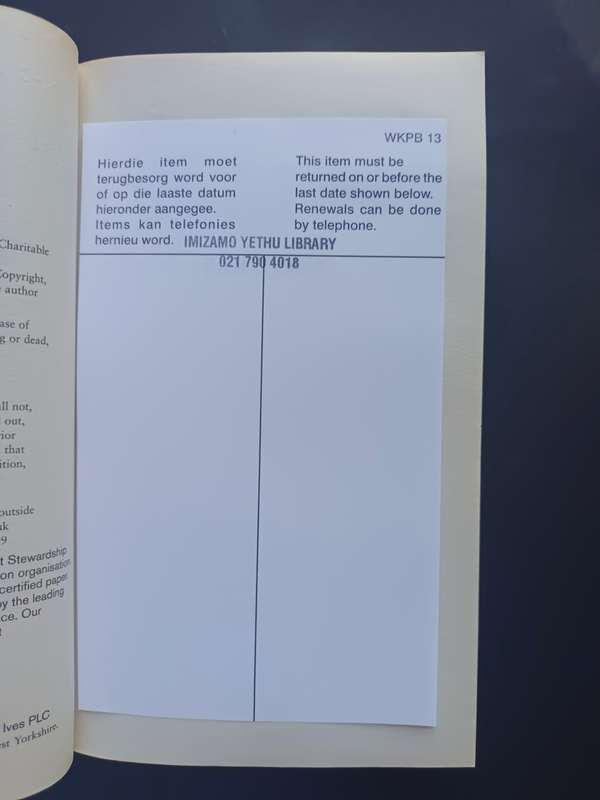 Charitable
Copyright,
author
ase of
g or dead,
ll not,
out,
ior
that
ition,
outside
uk
9
t Stewardship
on organisation
certified paper
by the leading
ce. Our
t
Ives PLC
st Yorkshire.
WKPB 13
Hierdie item moet
terugbesorg word voor
of op die laaste datum
hieronder aangegee.
Items kan telefonies
hernieu word.
This item must be
returned on or before the
last date shown below.
Renewals can be done
by telephone.
IMIZAMO YETHU LIBRARY
021 790 4018